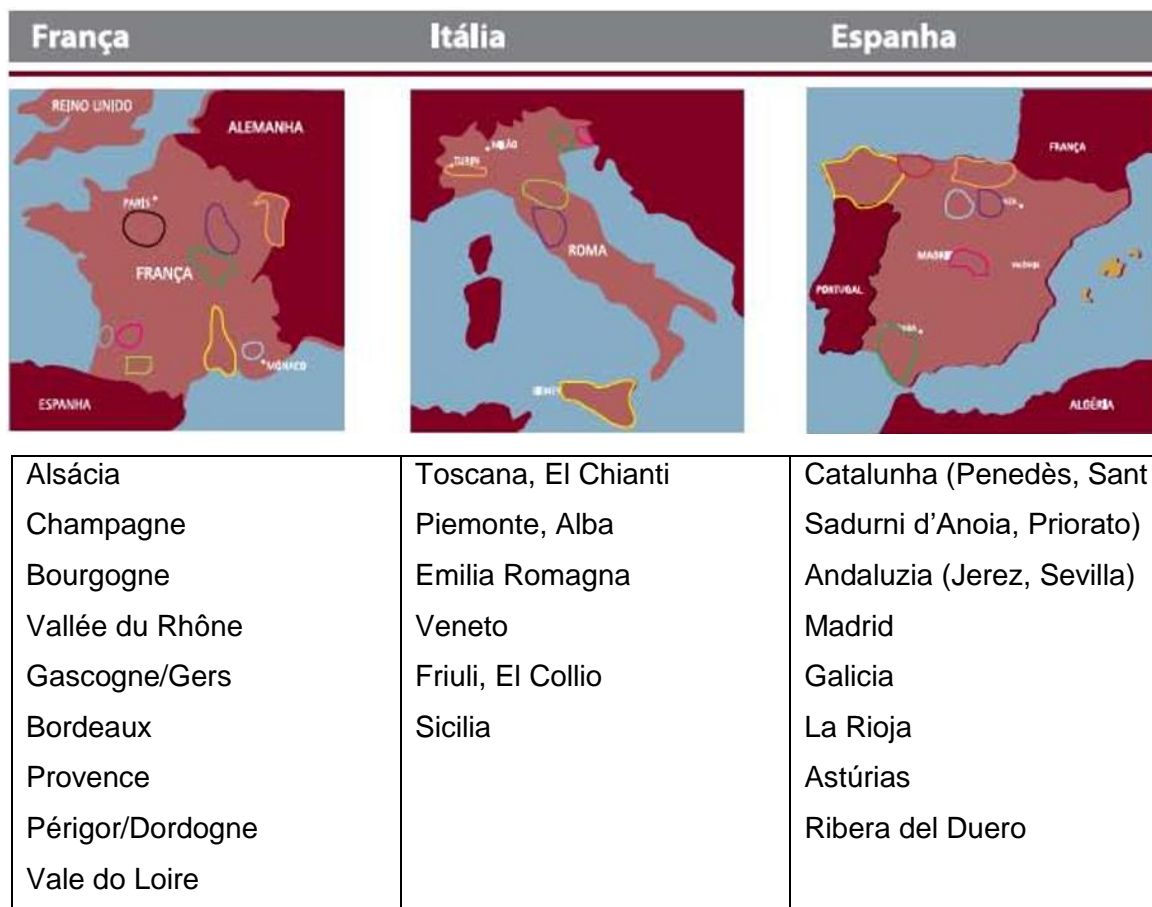 França
Itália
Espanha
REINO UNIDO
ALEMANHA
PARÍS
FRANÇA
MÓNACO
ESPANHA
TURIN
ROMA
FRANÇA
PORTUGAL
ALGÉRIA
Alsácia
Champagne
Bourgogne
Vallée du Rhône
Gascogne/Gers
Bordeaux
Provence
Périgor/Dordogne
Vale do Loire
Toscana, El Chianti
Piemonte, Alba
Emilia Romagna
Veneto
Friuli, El Collio
Sicilia
Catalunha (Penedès, Sant
Sadurni d’Anoia, Priorato)
Andaluzia (Jerez, Sevilla)
Madrid
Galicia
La Rioja
Astúrias
Ribera del Duero